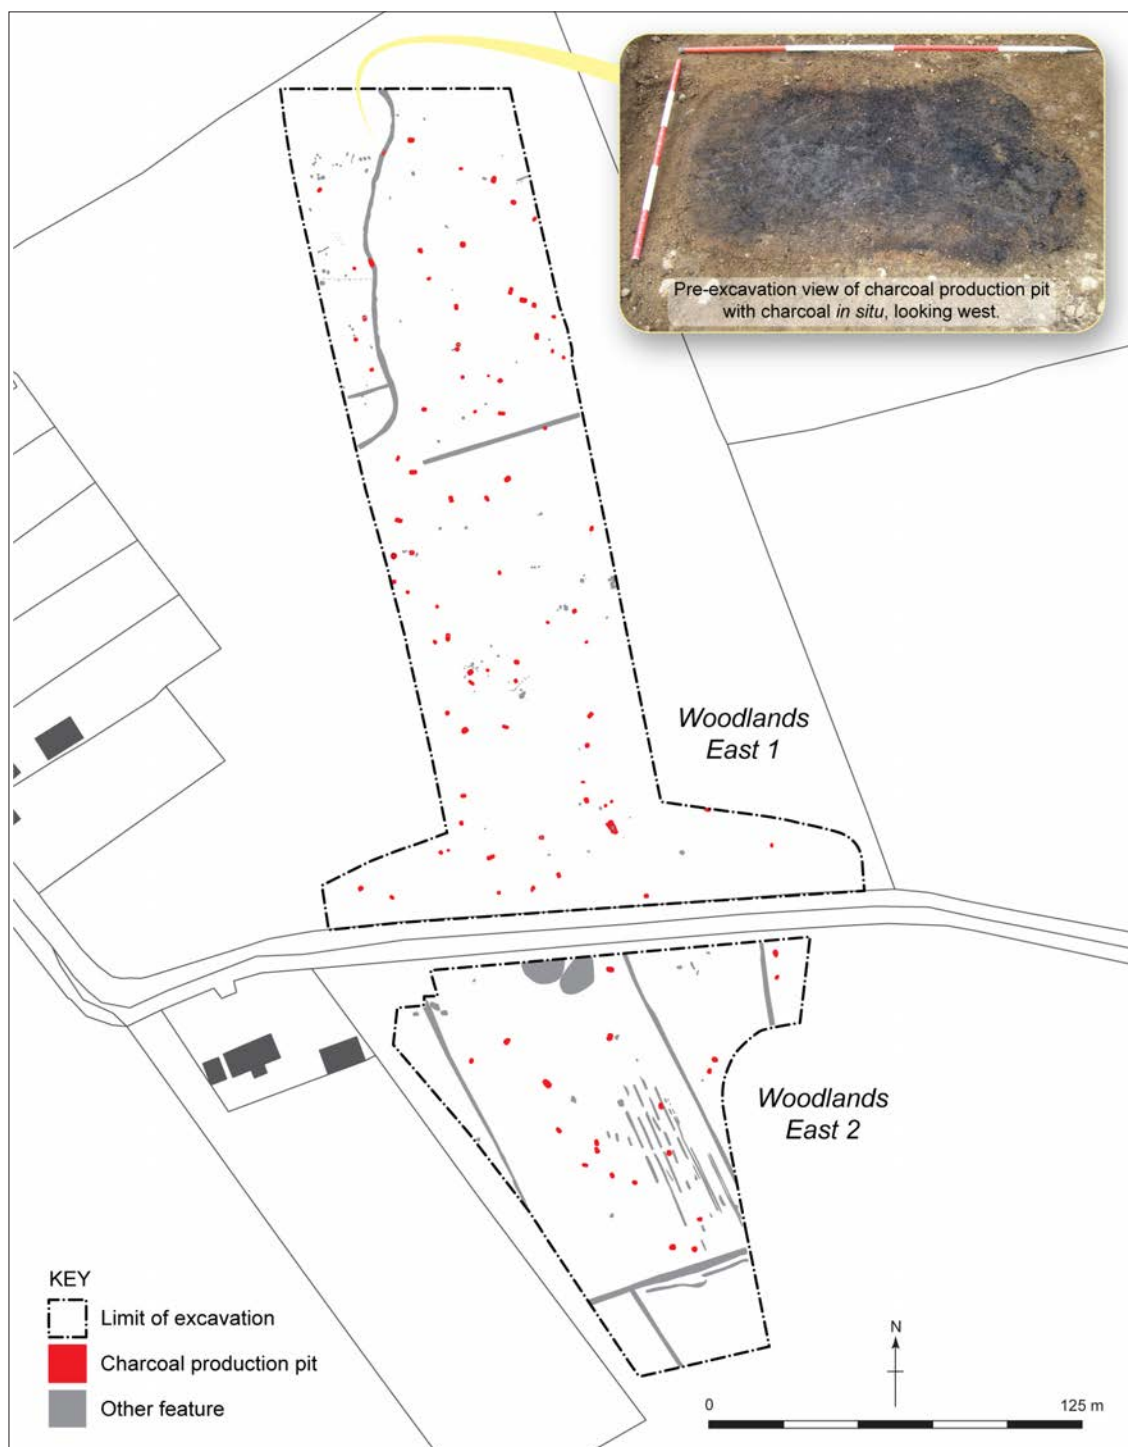 Pre-excavation view of charcoal production pit
with charcoal in situ, looking west.
Woodlands
East 1
Woodlands
East 2
KEY
Limit of excavation
Charcoal production pit
Other feature
N
0
125 m